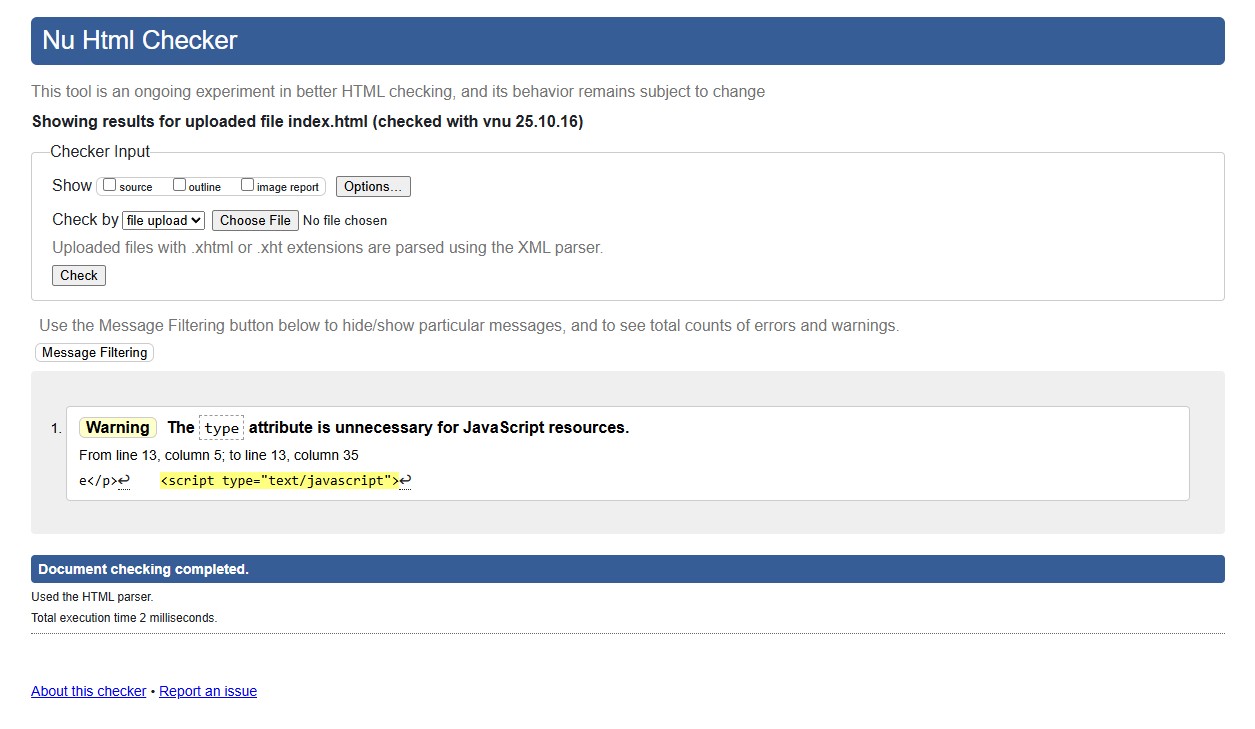 Nu Html Checker
This tool is an ongoing experiment in better HTML checking, and its behavior remains subject to change
Showing results for uploaded file index.html (checked with vnu 25.10.16)
Checker Input
Show source outline image report Options...
Check by file upload Choose File No file chosen
Uploaded files with .xhtml or .xht extensions are parsed using the XML parser.
Check
Use the Message Filtering button below to hide/show particular messages, and to see total counts of errors and warnings.
Message Filtering
1. Warning The type attribute is unnecessary for JavaScript resources.
From line 13, column 5; to line 13, column 35
e</p>↩ <script type="text/javascript">↩
Document checking completed.
Used the HTML parser.
Total execution time 2 milliseconds.
About this checker • Report an issue